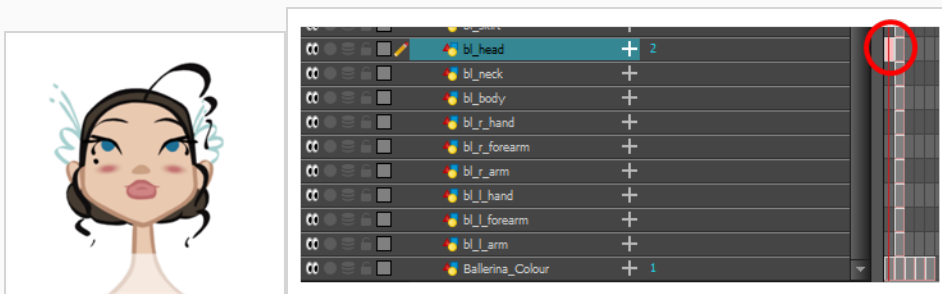 bl_head 2
bl_neck
bl_body
bl_r_hand
bl_r_forearm
bl_r_arm
bl_l_hand
bl_l_forearm
bl_l_arm
Ballerina_Colour 1